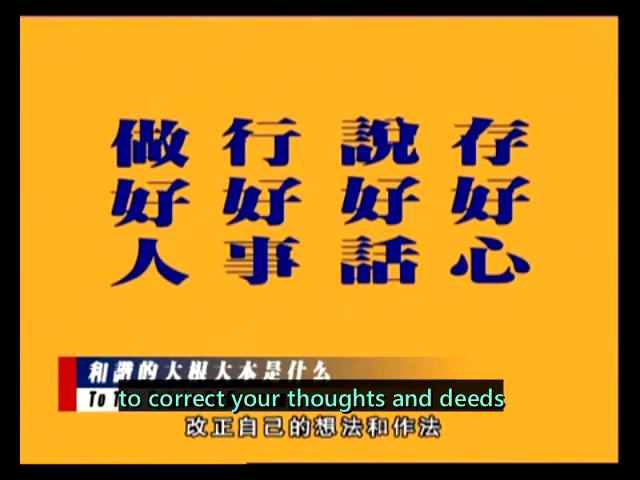 存好心
說好話
行好事
做好人
和諧的大根大本是什么
To
to correct your thoughts and deeds
改正自己的想法和作法